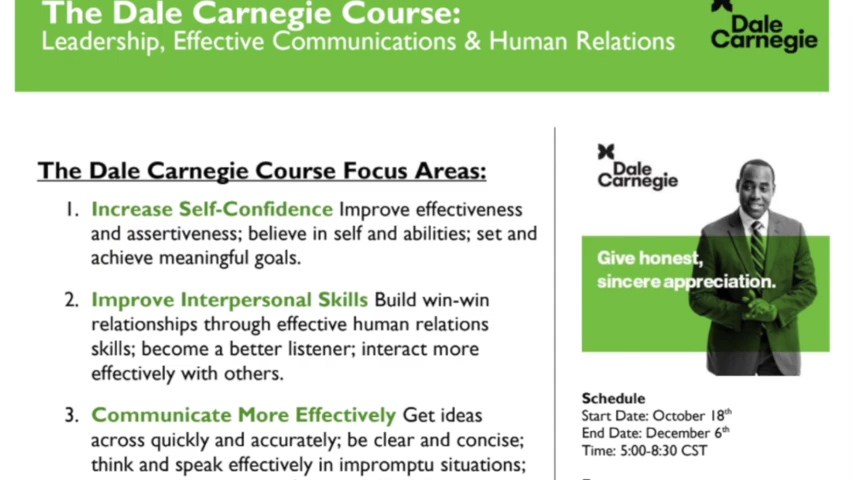 The Dale Carnegie Course:
Leadership, Effective Communications & Human Relations
Dale
Carnegie
The Dale Carnegie Course Focus Areas:
1. Increase Self-Confidence Improve effectiveness
and assertiveness; believe in self and abilities; set and
achieve meaningful goals.
2. Improve Interpersonal Skills Build win-win
relationships through effective human relations
skills; become a better listener; interact more
effectively with others.
3. Communicate More Effectively Get ideas
across quickly and accurately; be clear and concise;
think and speak effectively in impromptu situations;
Dale
Carnegie
Give honest,
sincere appreciation.
Schedule
Start Date: October 18th
End Date: December 6th
Time: 5:00-8:30 CST